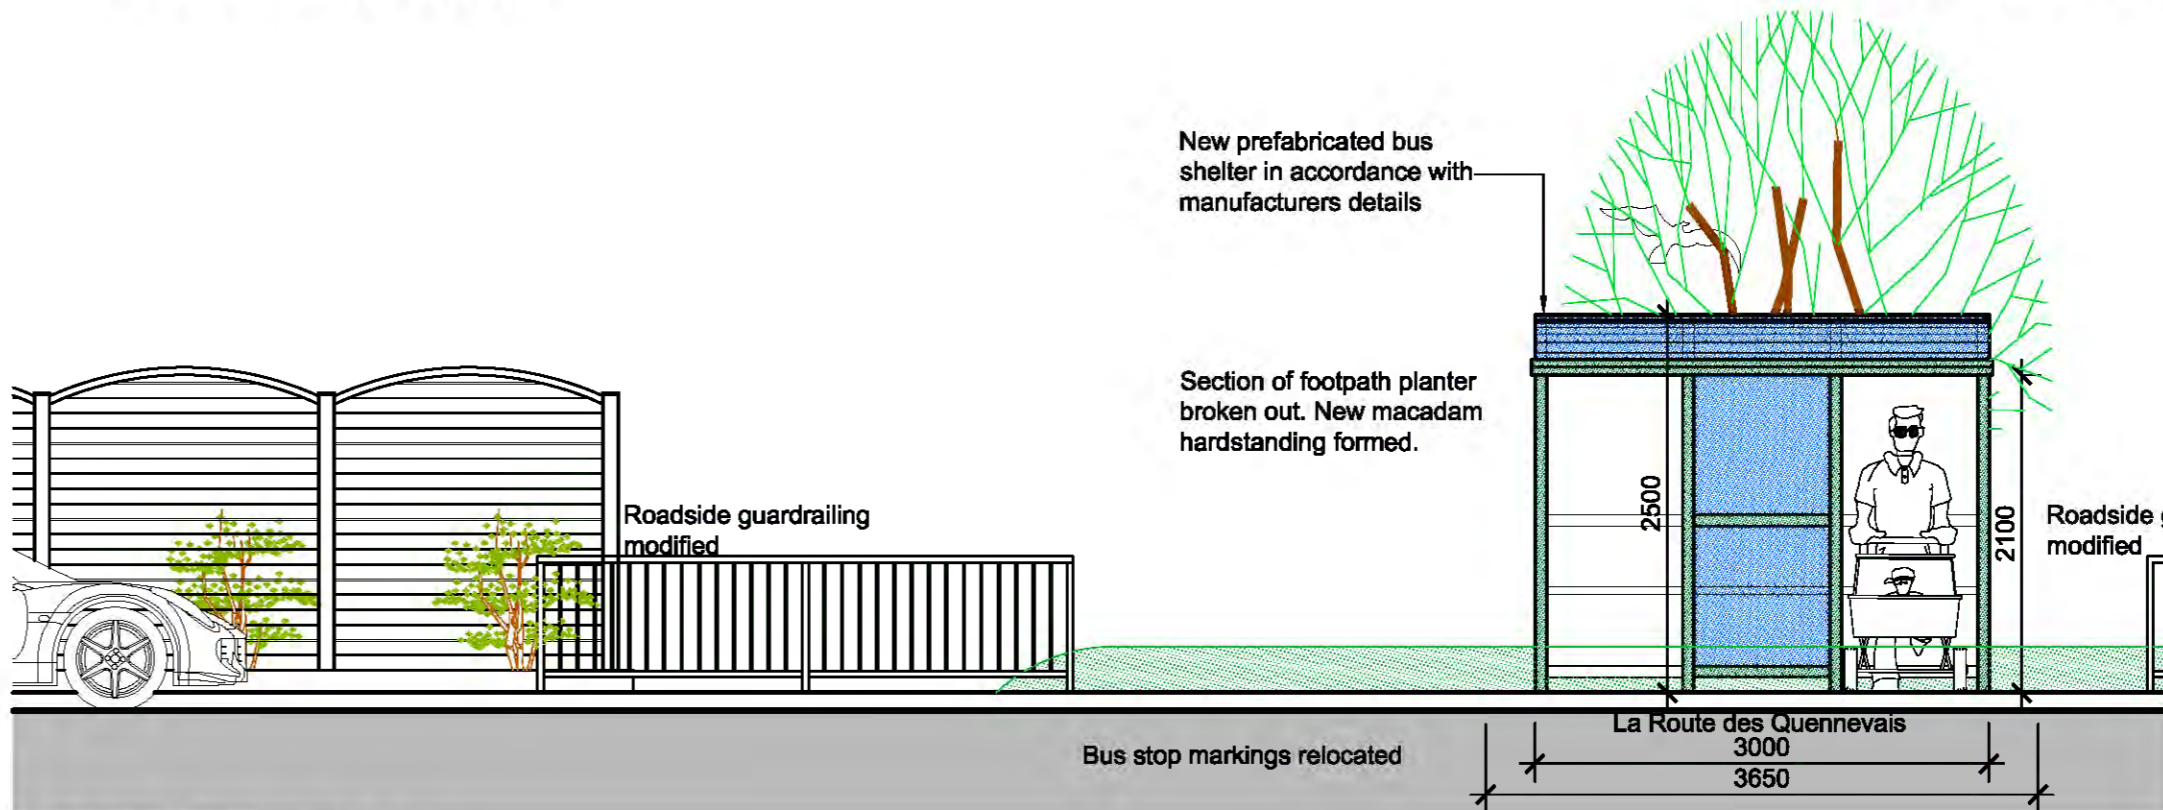 New prefabricated bus
shelter in accordance with
manufacturers details
Section of footpath planter
broken out. New macadam
hardstanding formed.
Roadside guardrailing
modified
2500
2100
Roadside g
modified
La Route des Quennevais
Bus stop markings relocated
3000
3650